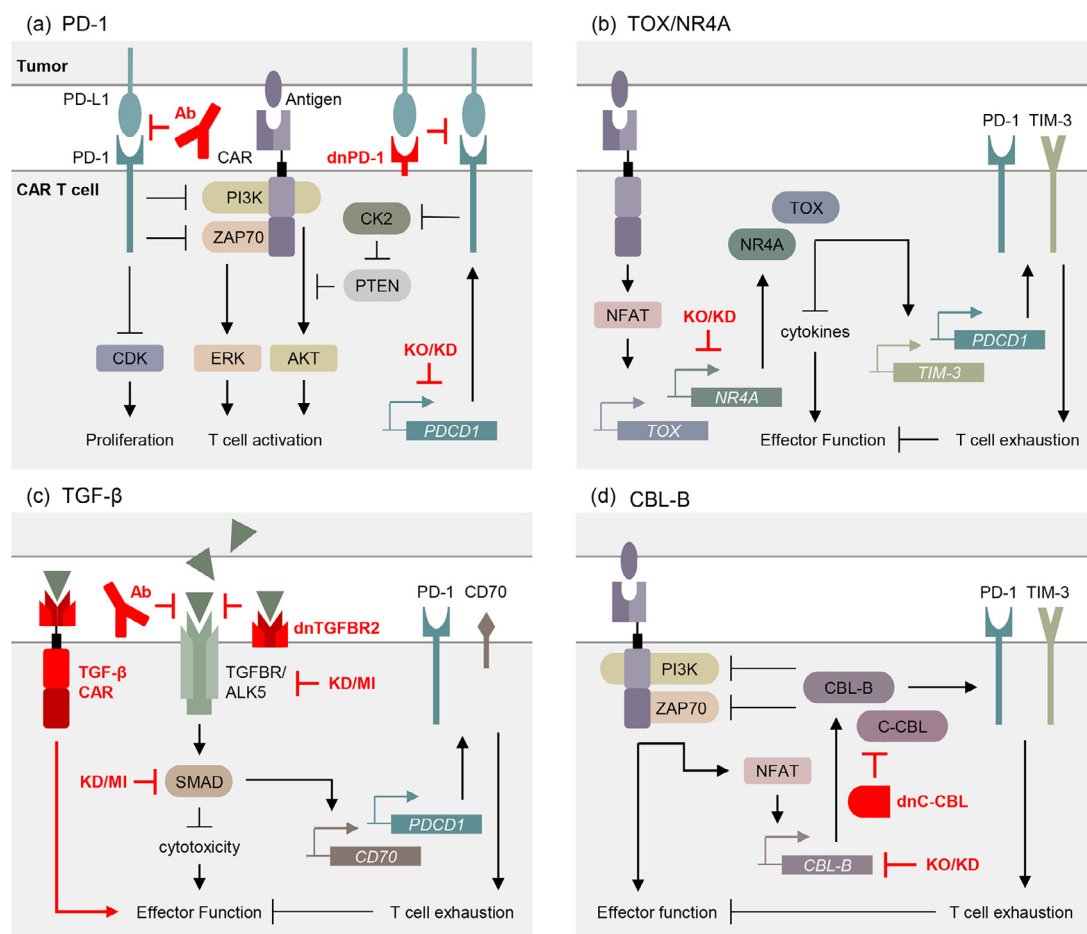 (a) PD-1
Tumor
PD-L1
Ab
Antigen
PD-1
CAR
dnPD-1
CAR T cell
PI3K
CK2
ZAP70
PTEN
CDK
ERK
AKT
KO/KD
PDCD1
Proliferation
T cell activation
(b) TOX/NR4A
PD-1
TIM-3
TOX
NR4A
NFAT
KO/KD
cytokines
PDCD1
TIM-3
NR4A
TOX
Effector Function
T cell exhaustion
(c) TGF-β
Ab
PD-1
CD70
dnTGFBR2
TGF-β
CAR
TGFBR/
ALK5
KD/MI
KD/MI
SMAD
PDCD1
cytotoxicity
CD70
Effector Function
T cell exhaustion
(d) CBL-B
PD-1
TIM-3
PI3K
CBL-B
ZAP70
C-CBL
NFAT
dnC-CBL
CBL-B
KO/KD
Effector function
T cell exhaustion